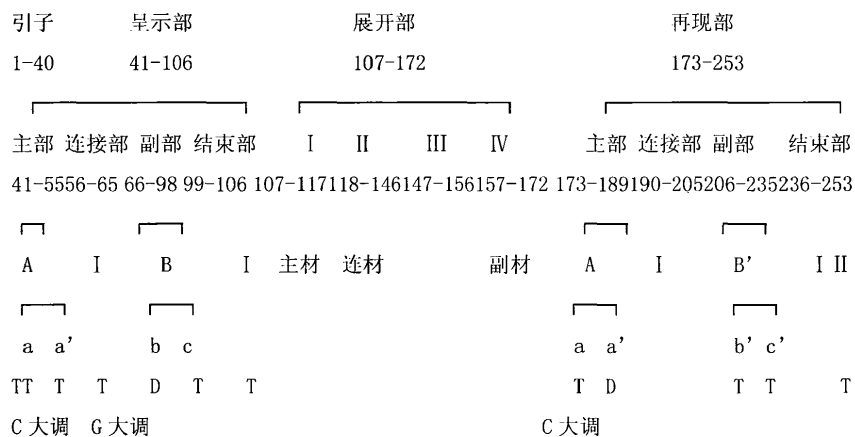 引子 呈示部 展开部 再现部
1-40 41-106 107-172 173-253
主部 连接部 副部 结束部 Ⅰ Ⅱ Ⅲ Ⅳ 主部 连接部 副部 结束部
41-5556-65 66-98 99-106 107-117118-146147-156157-172 173-189190-205206-235236-253
A Ⅰ B Ⅰ 主材 连材 副材 A Ⅰ B' Ⅰ Ⅱ
a a' b c a a' b' c'
TT T T D T T T D T T T
C 大调 G 大调 C 大调